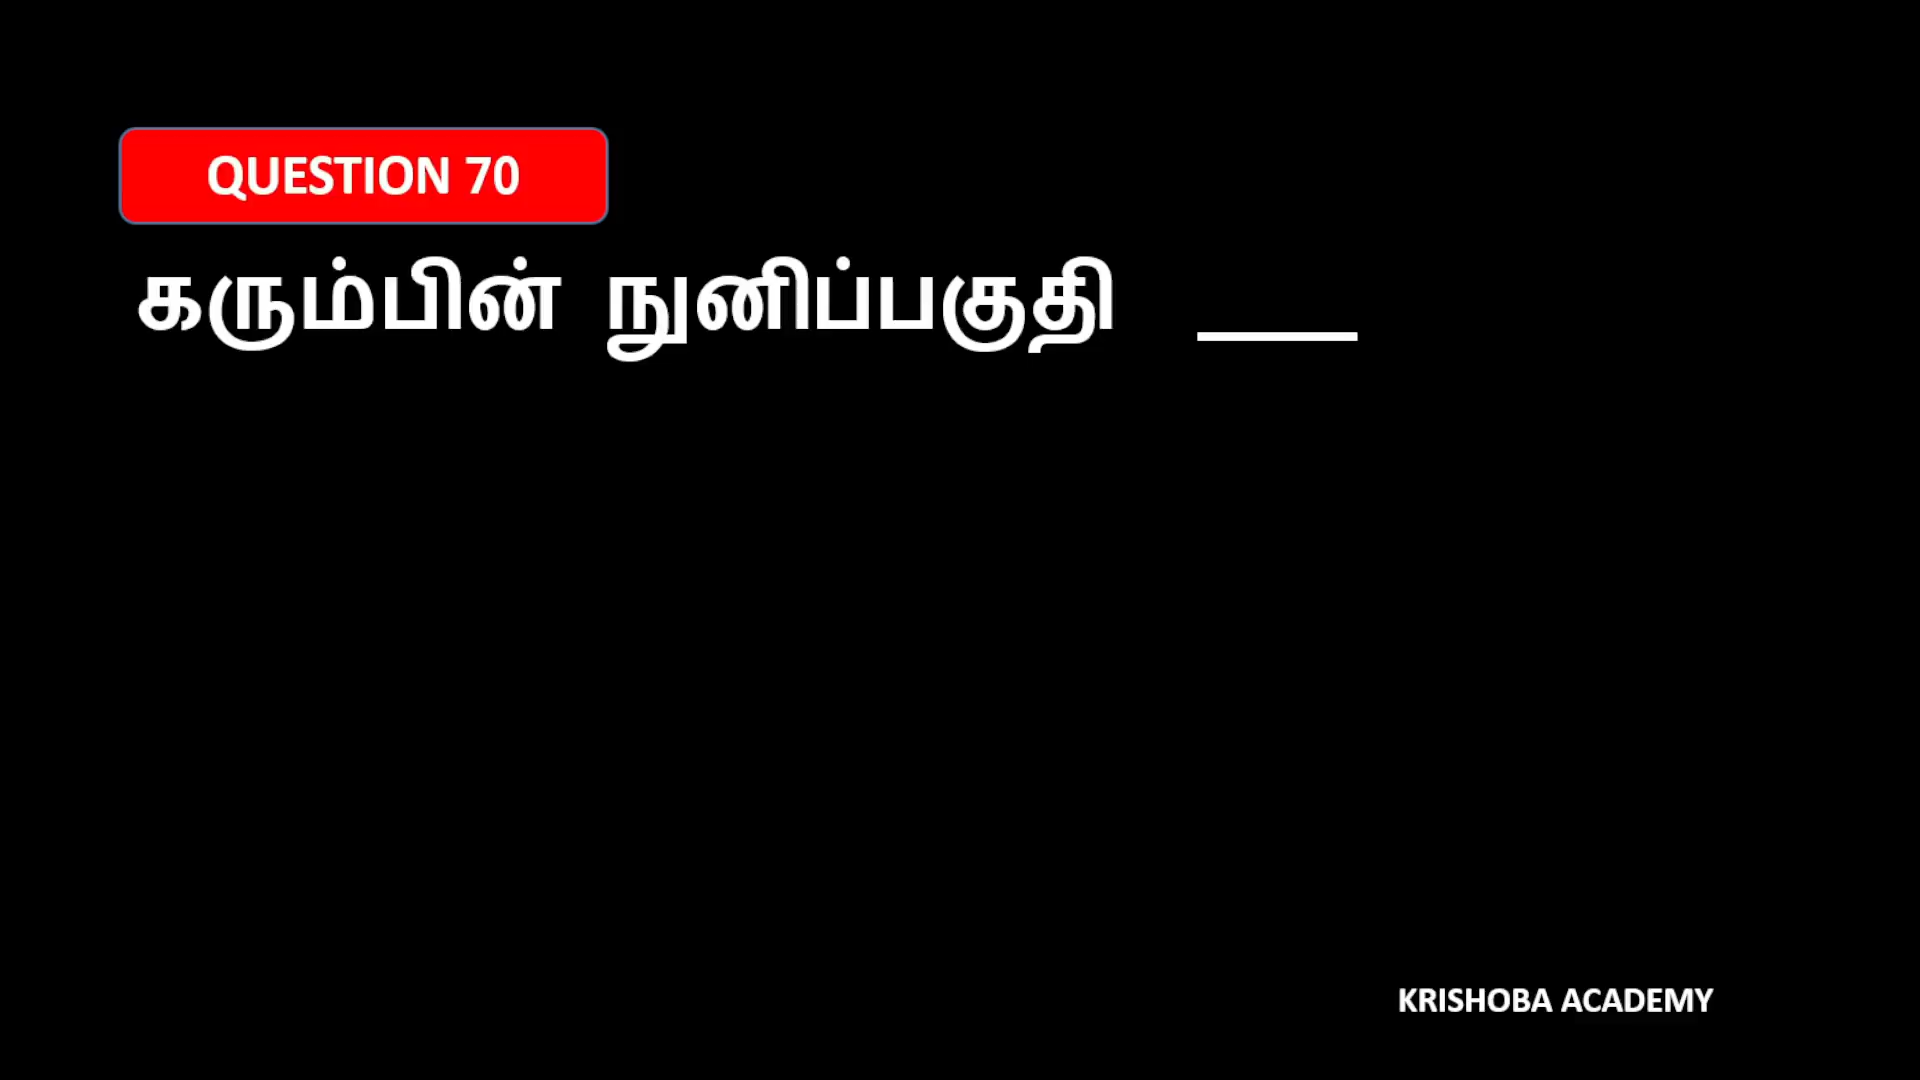 QUESTION 70
கரும்பின் நுனிப்பகுதி ____
KRISHOBA ACADEMY